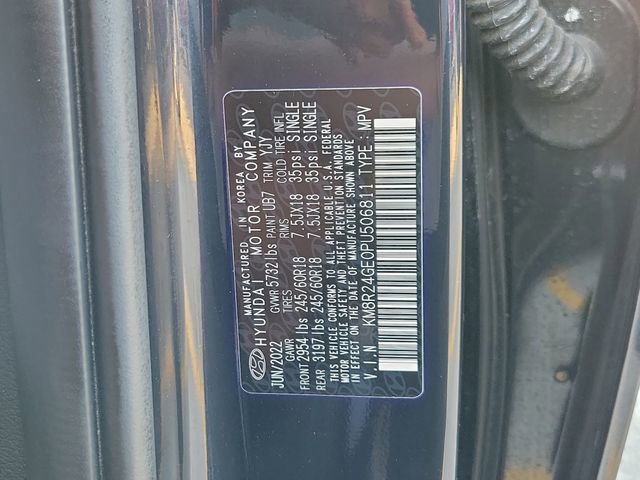 MANUFACTURED IN KOREA BY
HYUNDAI MOTOR COMPANY
JUN/2022 GVWR 5732lbs PAINT UB7 TRIM YJY
GAWR TIRES RIMS COLD TIRE INFL
FRONT 2954 lbs 245/60R18 7.5JX18 35psi SINGLE
REAR 3197 lbs 245/60R18 7.5JX18 35psi SINGLE
THIS VEHICLE CONFORMS TO ALL APPLICABLE U.S.A. FEDERAL
MOTOR VEHICLE SAFETY AND THEFT PREVENTION STANDARDS
IN EFFECT ON THE DATE OF MANUFACTURE SHOWN ABOVE
V.I.N KM8R24GE0PU506811 TYPE: MPV